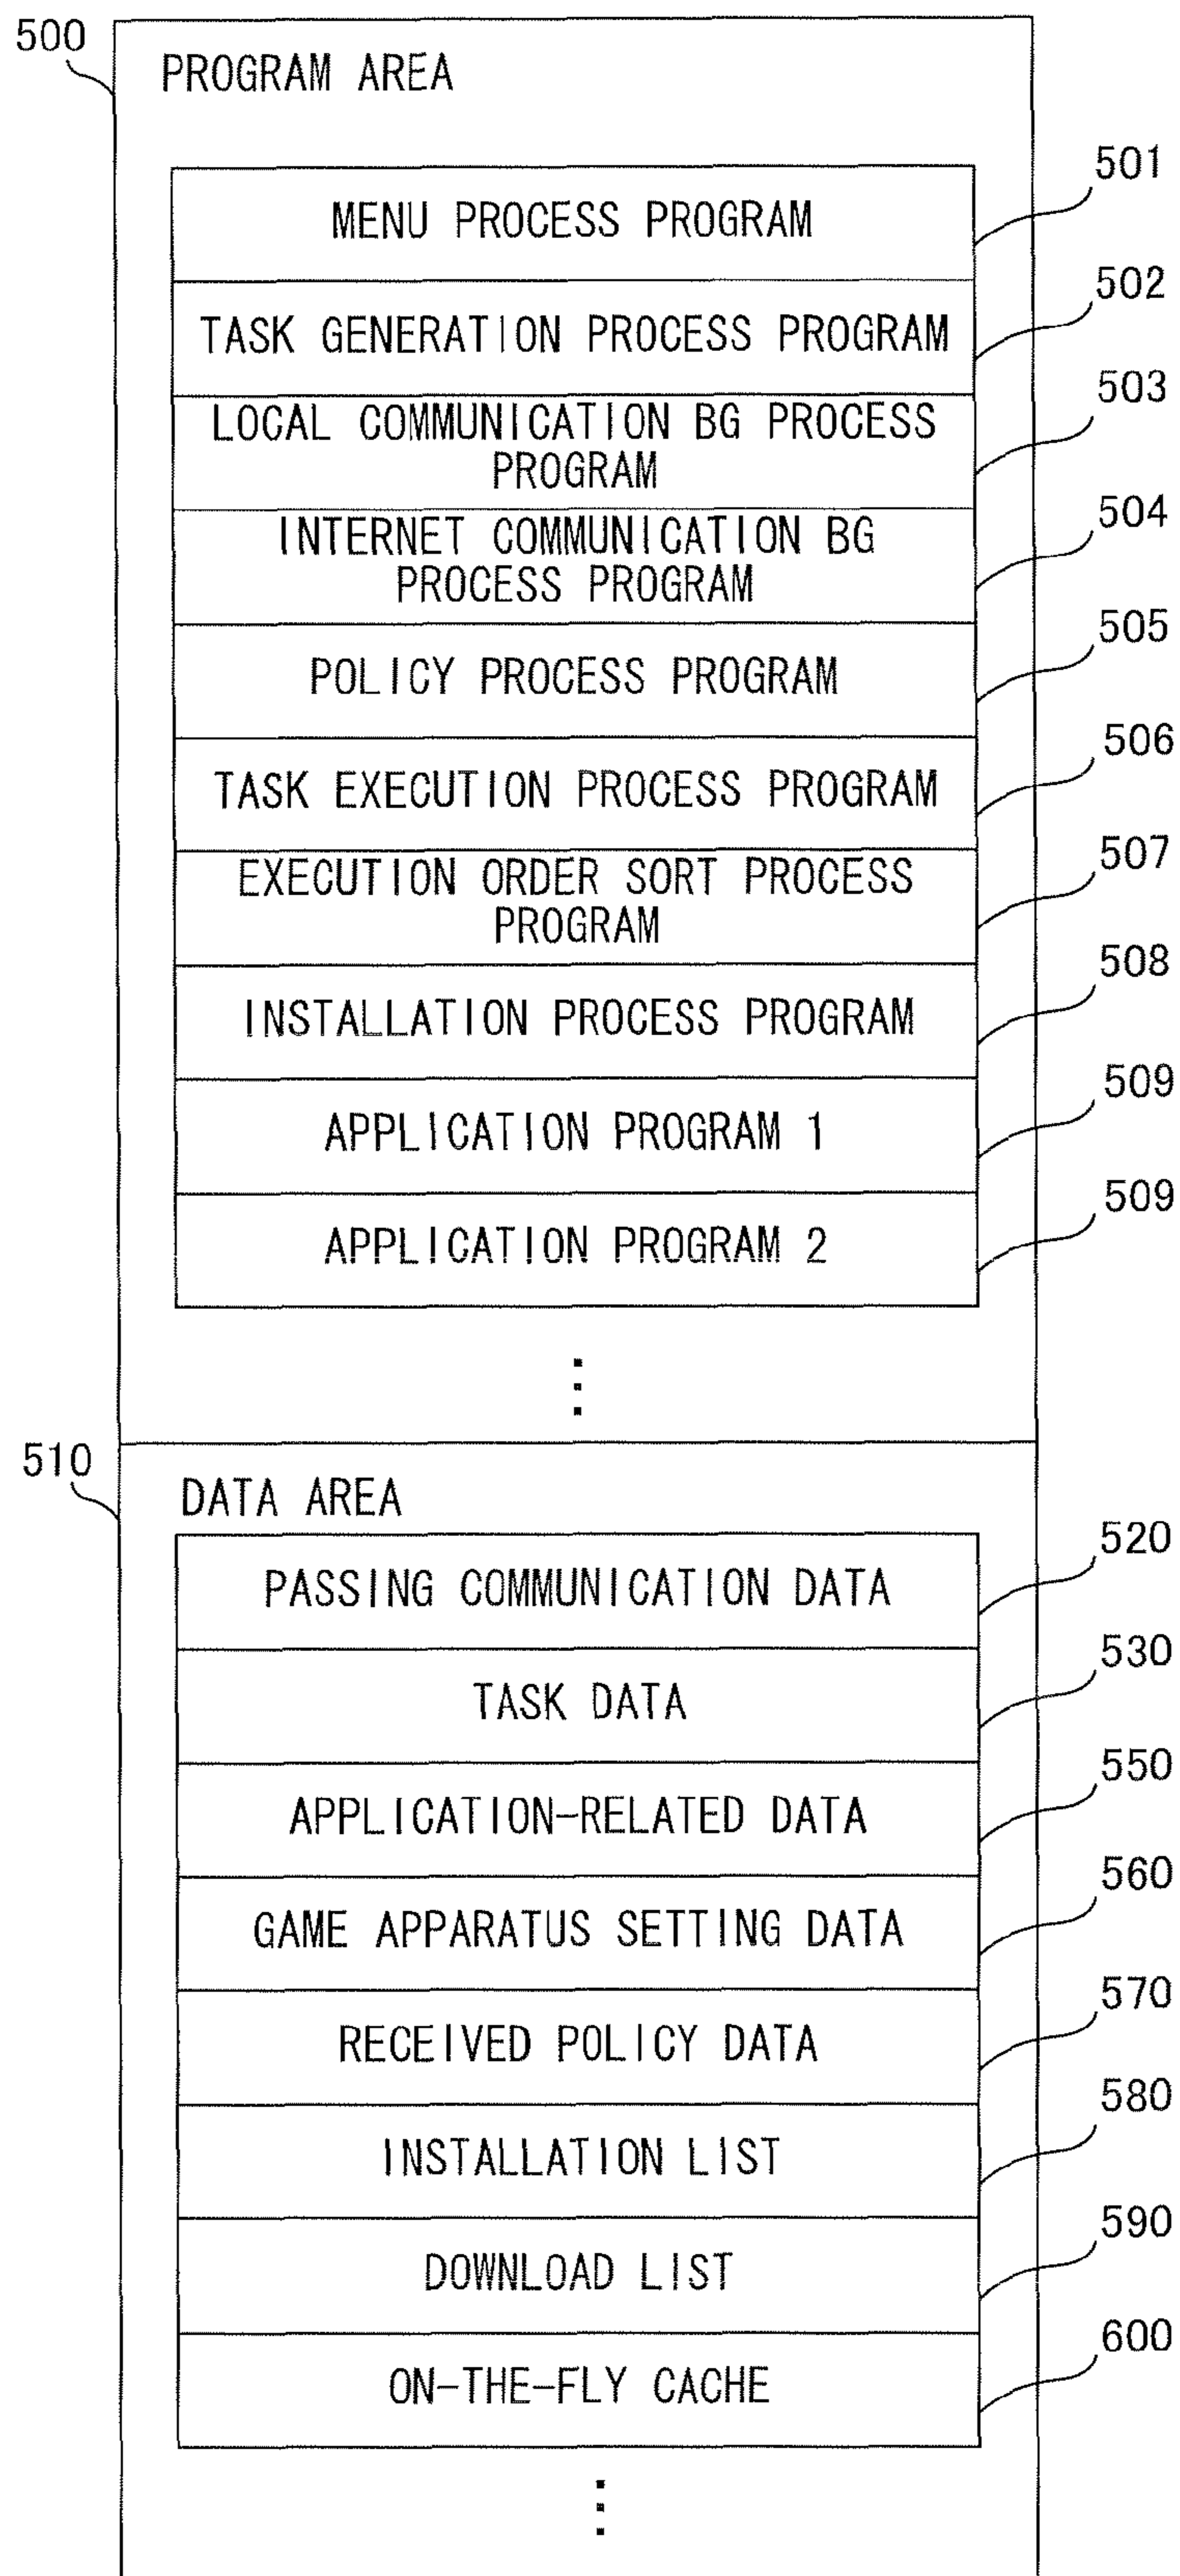 500
PROGRAM AREA
501
MENU PROCESS PROGRAM
502
TASK GENERATION PROCESS PROGRAM
503
LOCAL COMMUNICATION BG PROCESS
PROGRAM
504
INTERNET COMMUNICATION BG
PROCESS PROGRAM
505
POLICY PROCESS PROGRAM
506
TASK EXECUTION PROCESS PROGRAM
507
EXECUTION ORDER SORT PROCESS
PROGRAM
508
INSTALLATION PROCESS PROGRAM
509
APPLICATION PROGRAM 1
509
APPLICATION PROGRAM 2
510
DATA AREA
520
PASSING COMMUNICATION DATA
530
TASK DATA
550
APPLICATION-RELATED DATA
560
GAME APPARATUS SETTING DATA
570
RECEIVED POLICY DATA
580
INSTALLATION LIST
590
DOWNLOAD LIST
600
ON-THE-FLY CACHE